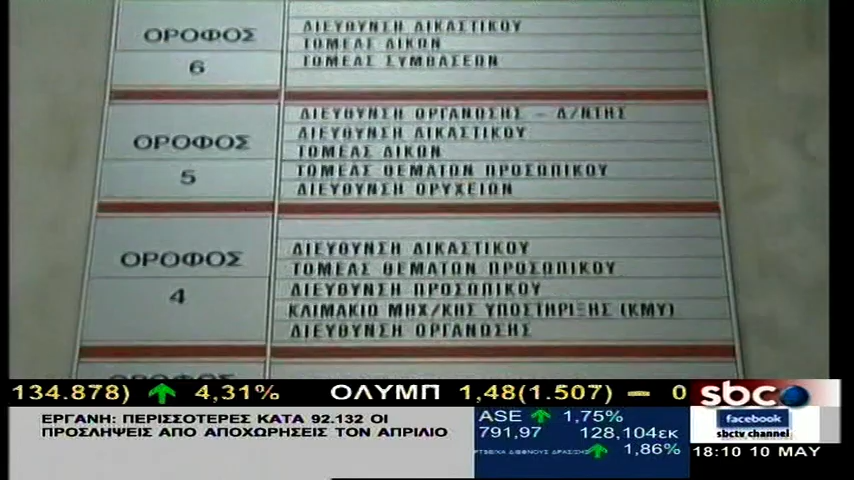 ΟΡΟΦΟΣ
6
ΔΙΕΥΘΥΝΣΗ ΔΙΚΑΣΤΙΚΟΥ
ΤΟΜΕΑΣ ΔΙΚΩΝ
ΤΟΜΕΑΣ ΣΥΜΒΑΣΕΩΝ
ΟΡΟΦΟΣ
5
ΔΙΕΥΘΥΝΣΗ ΟΡΓΑΝΩΣΗΣ - Δ/ΝΤΗΣ
ΔΙΕΥΘΥΝΣΗ ΔΙΚΑΣΤΙΚΟΥ
ΤΟΜΕΑΣ ΔΙΚΩΝ
ΤΟΜΕΑΣ ΘΕΜΑΤΩΝ ΠΡΟΣΩΠΙΚΟΥ
ΔΙΕΥΘΥΝΣΗ ΟΡΥΧΕΙΩΝ
ΟΡΟΦΟΣ
4
ΔΙΕΥΘΥΝΣΗ ΔΙΚΑΣΤΙΚΟΥ
ΤΟΜΕΑΣ ΘΕΜΑΤΩΝ ΠΡΟΣΩΠΙΚΟΥ
ΔΙΕΥΘΥΝΣΗ ΠΡΟΣΩΠΙΚΟΥ
ΚΛΙΜΑΚΙΟ ΜΗΧ/ΚΗΣ ΥΠΟΣΤΗΡΙΞΗΣ (ΚΜΥ)
ΔΙΕΥΘΥΝΣΗ ΟΡΓΑΝΩΣΗΣ
ΟΡΟΦΟΣ
134.878) 4,31% ΟΛΥΜΠ 1,48(1.507) 0
sbc
facebook
sbctv channel
ΕΡΓΑΝΗ: ΠΕΡΙΣΣΟΤΕΡΕΣ ΚΑΤΑ 92.132 ΟΙ
ΠΡΟΣΛΗΨΕΙΣ ΑΠΟ ΑΠΟΧΩΡΗΣΕΙΣ ΤΟΝ ΑΠΡΙΛΙΟ
ASE 1,75%
791,97 128,104εκ
1,86%
18:10 10 MAY